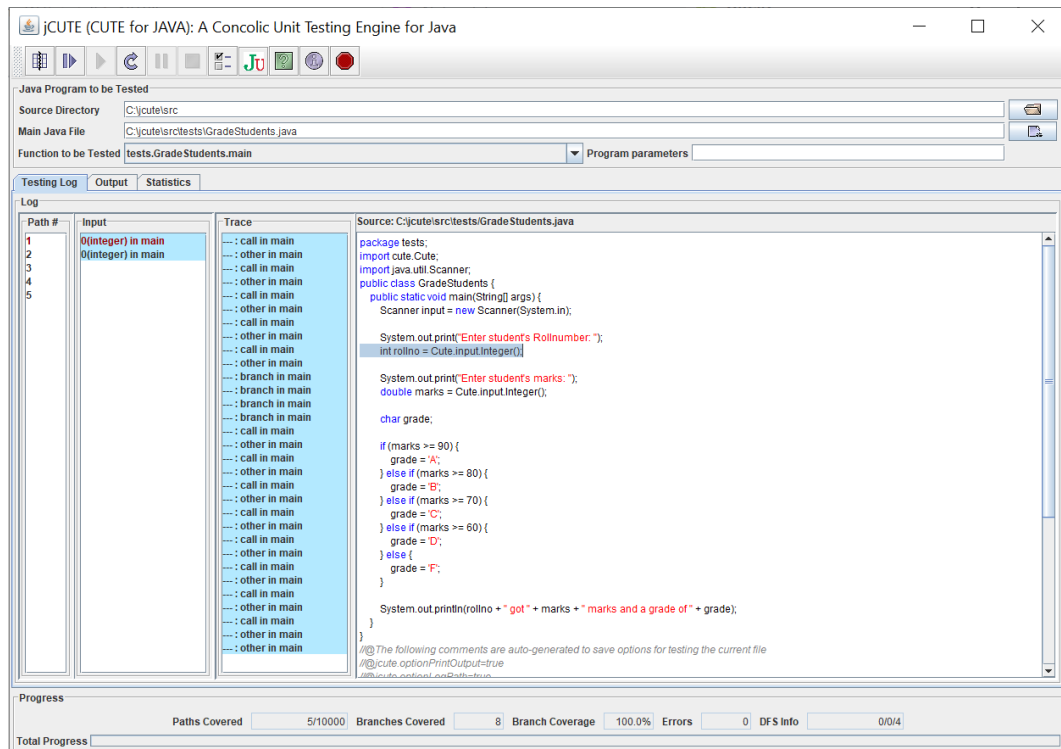 jCUTE (CUTE for JAVA): A Concolic Unit Testing Engine for Java
JU
Java Program to be Tested
Source Directory C:\jcute\src
Main Java File C:\jcute\src\tests\GradeStudents.java
Function to be Tested tests.GradeStudents.main Program parameters
Testing Log Output Statistics
Log
Path #
1
2
3
4
5
Input
0(integer) in main
0(integer) in main
Trace
--- : call in main
--- : other in main
--- : call in main
--- : other in main
--- : call in main
--- : other in main
--- : call in main
--- : other in main
--- : call in main
--- : other in main
--- : branch in main
--- : branch in main
--- : branch in main
--- : branch in main
--- : call in main
--- : other in main
--- : call in main
--- : other in main
--- : call in main
--- : other in main
--- : call in main
--- : other in main
--- : call in main
--- : other in main
--- : call in main
--- : other in main
--- : call in main
--- : other in main
--- : call in main
--- : other in main
--- : other in main
Source: C:\jcute\src\tests/GradeStudents.java
package tests;
import cute.Cute;
import java.util.Scanner;
public class GradeStudents {
public static void main(String[] args) {
Scanner input = new Scanner(System.in);
System.out.print("Enter student's Rollnumber: ");
int rollno = Cute.input.Integer();
System.out.print("Enter student's marks: ");
double marks = Cute.input.Integer();
char grade;
if (marks >= 90) {
grade = 'A';
} else if (marks >= 80) {
grade = 'B';
} else if (marks >= 70) {
grade = 'C';
} else if (marks >= 60) {
grade = 'D';
} else {
grade = 'F';
}
System.out.println(rollno + " got " + marks + " marks and a grade of " + grade);
}
}
//@The following comments are auto-generated to save options for testing the current file
//@jcute.optionPrintOutput=true
//@jcute.optionLogPath=true
Progress
Paths Covered 5/10000 Branches Covered 8 Branch Coverage 100.0% Errors 0 DFS Info 0/0/4
Total Progress